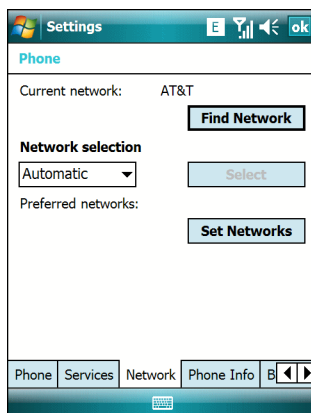 Settings E ok
Phone
Current network: AT&T
Find Network
Network selection
Automatic Select
Preferred networks:
Set Networks
Phone Services Network Phone Info B